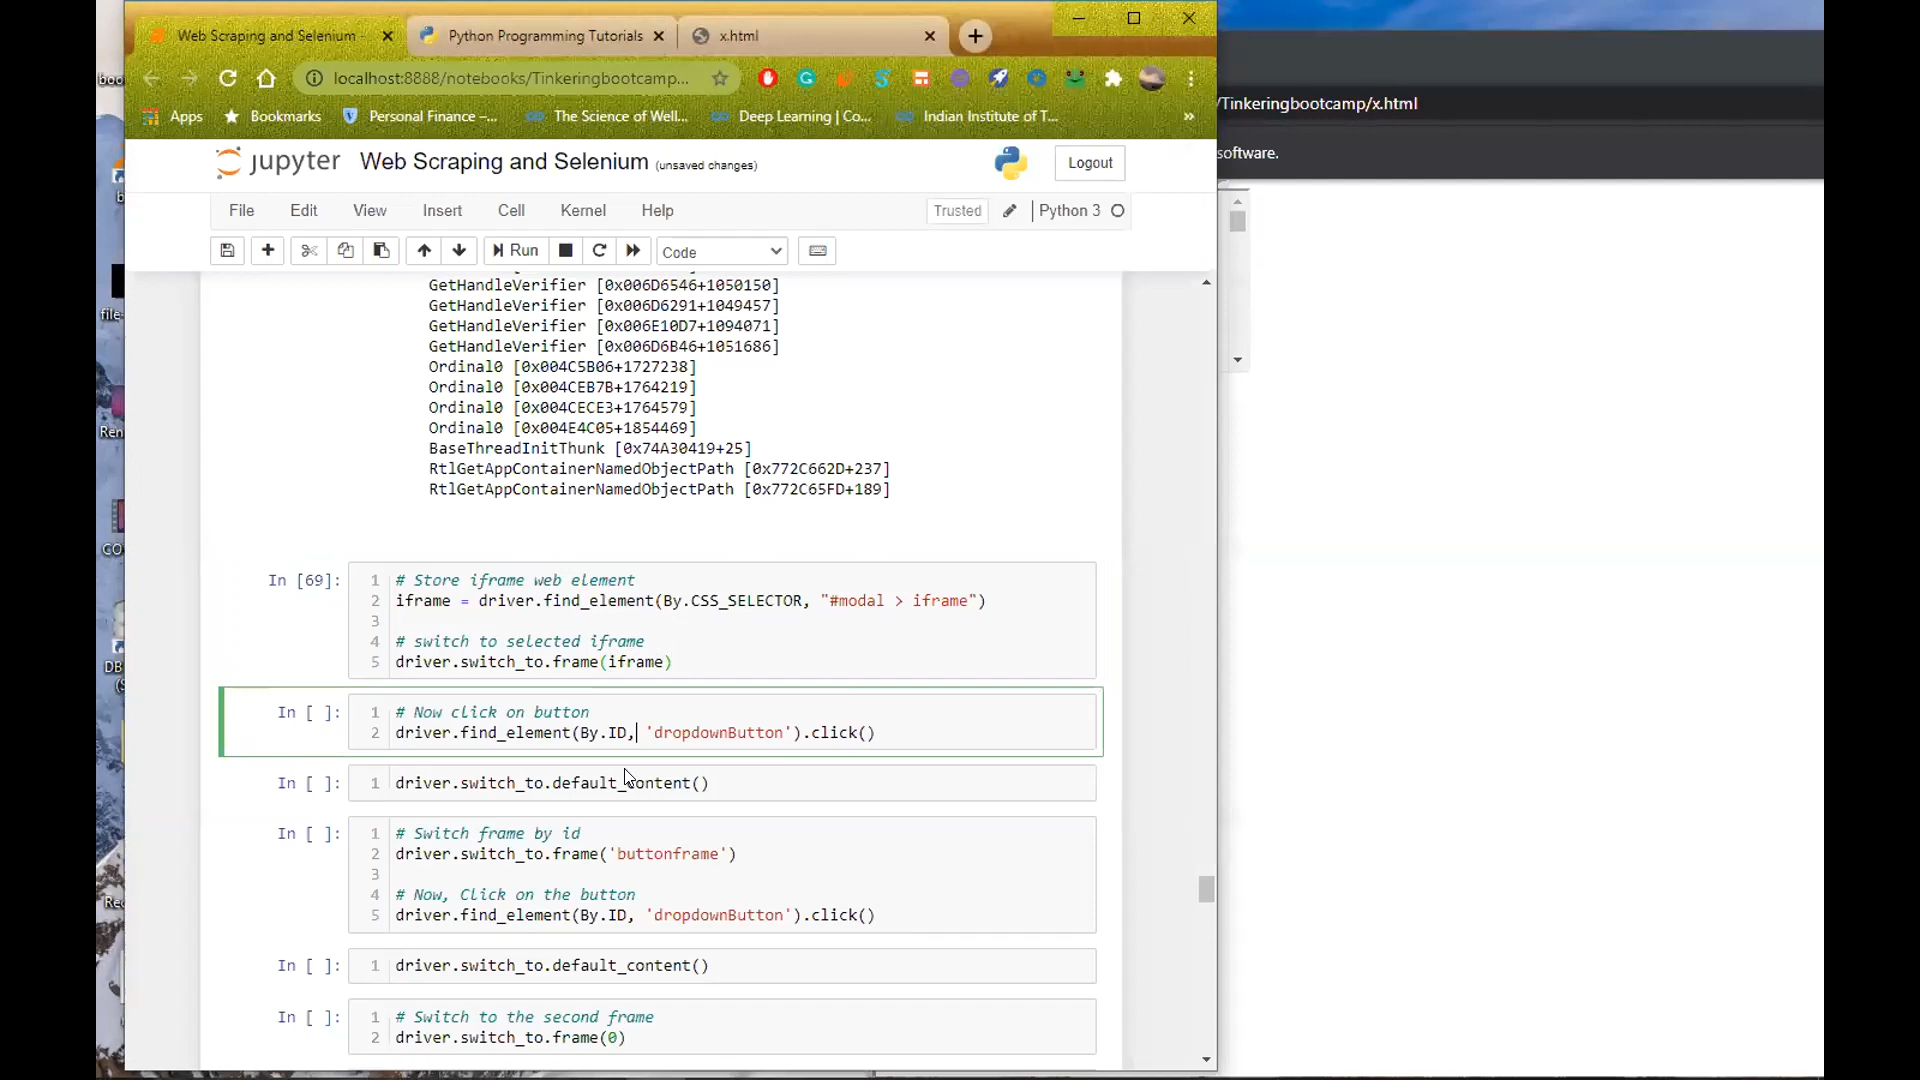 Web Scraping and Selenium -
Python Programming Tutorials
x.html
localhost:8888/notebooks/Tinkeringbootcamp...
Apps
Bookmarks
Personal Finance –...
The Science of Well...
Deep Learning | Co...
Indian Institute of T...
»
/Tinkeringbootcamp/x.html
software.
jupyter Web Scraping and Selenium (unsaved changes)
Logout
File Edit View Insert Cell Kernel Help
Trusted
Python 3
Run
Code
GetHandleVerifier [0x006D6546+1050150]
GetHandleVerifier [0x006D6291+1049457]
GetHandleVerifier [0x006E10D7+1094071]
GetHandleVerifier [0x006D6B46+1051686]
Ordinal0 [0x004C5B06+1727238]
Ordinal0 [0x004CEB7B+1764219]
Ordinal0 [0x004CECE3+1764579]
Ordinal0 [0x004E4C05+1854469]
BaseThreadInitThunk [0x74A30419+25]
RtlGetAppContainerNamedObjectPath [0x772C662D+237]
RtlGetAppContainerNamedObjectPath [0x772C65FD+189]
In [69]:
1 # Store iframe web element
2 iframe = driver.find_element(By.CSS_SELECTOR, "#modal > iframe")
3
4 # switch to selected iframe
5 driver.switch_to.frame(iframe)
In [ ]:
1 # Now click on button
2 driver.find_element(By.ID, 'dropdownButton').click()
In [ ]:
1 driver.switch_to.default_content()
In [ ]:
1 # Switch frame by id
2 driver.switch_to.frame('buttonframe')
3
4 # Now, Click on the button
5 driver.find_element(By.ID, 'dropdownButton').click()
In [ ]:
1 driver.switch_to.default_content()
In [ ]:
1 # Switch to the second frame
2 driver.switch_to.frame(0)